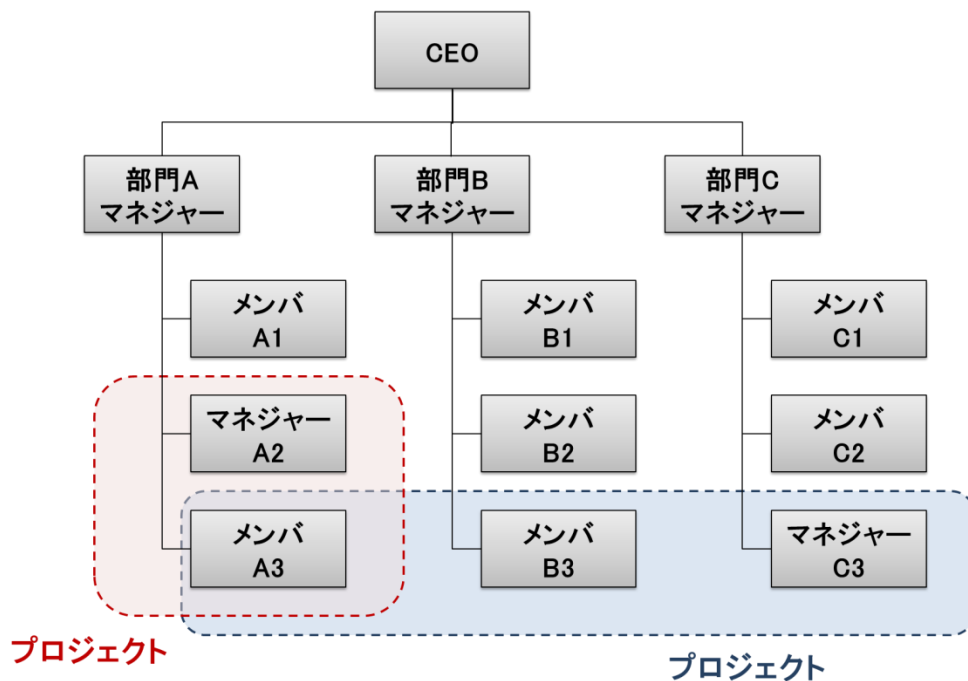 CEO
部門A
マネジャー
部門B
マネジャー
部門C
マネジャー
メンバ
A1
メンバ
B1
メンバ
C1
マネジャー
A2
メンバ
B2
メンバ
C2
メンバ
A3
メンバ
B3
マネジャー
C3
プロジェクト
プロジェクト